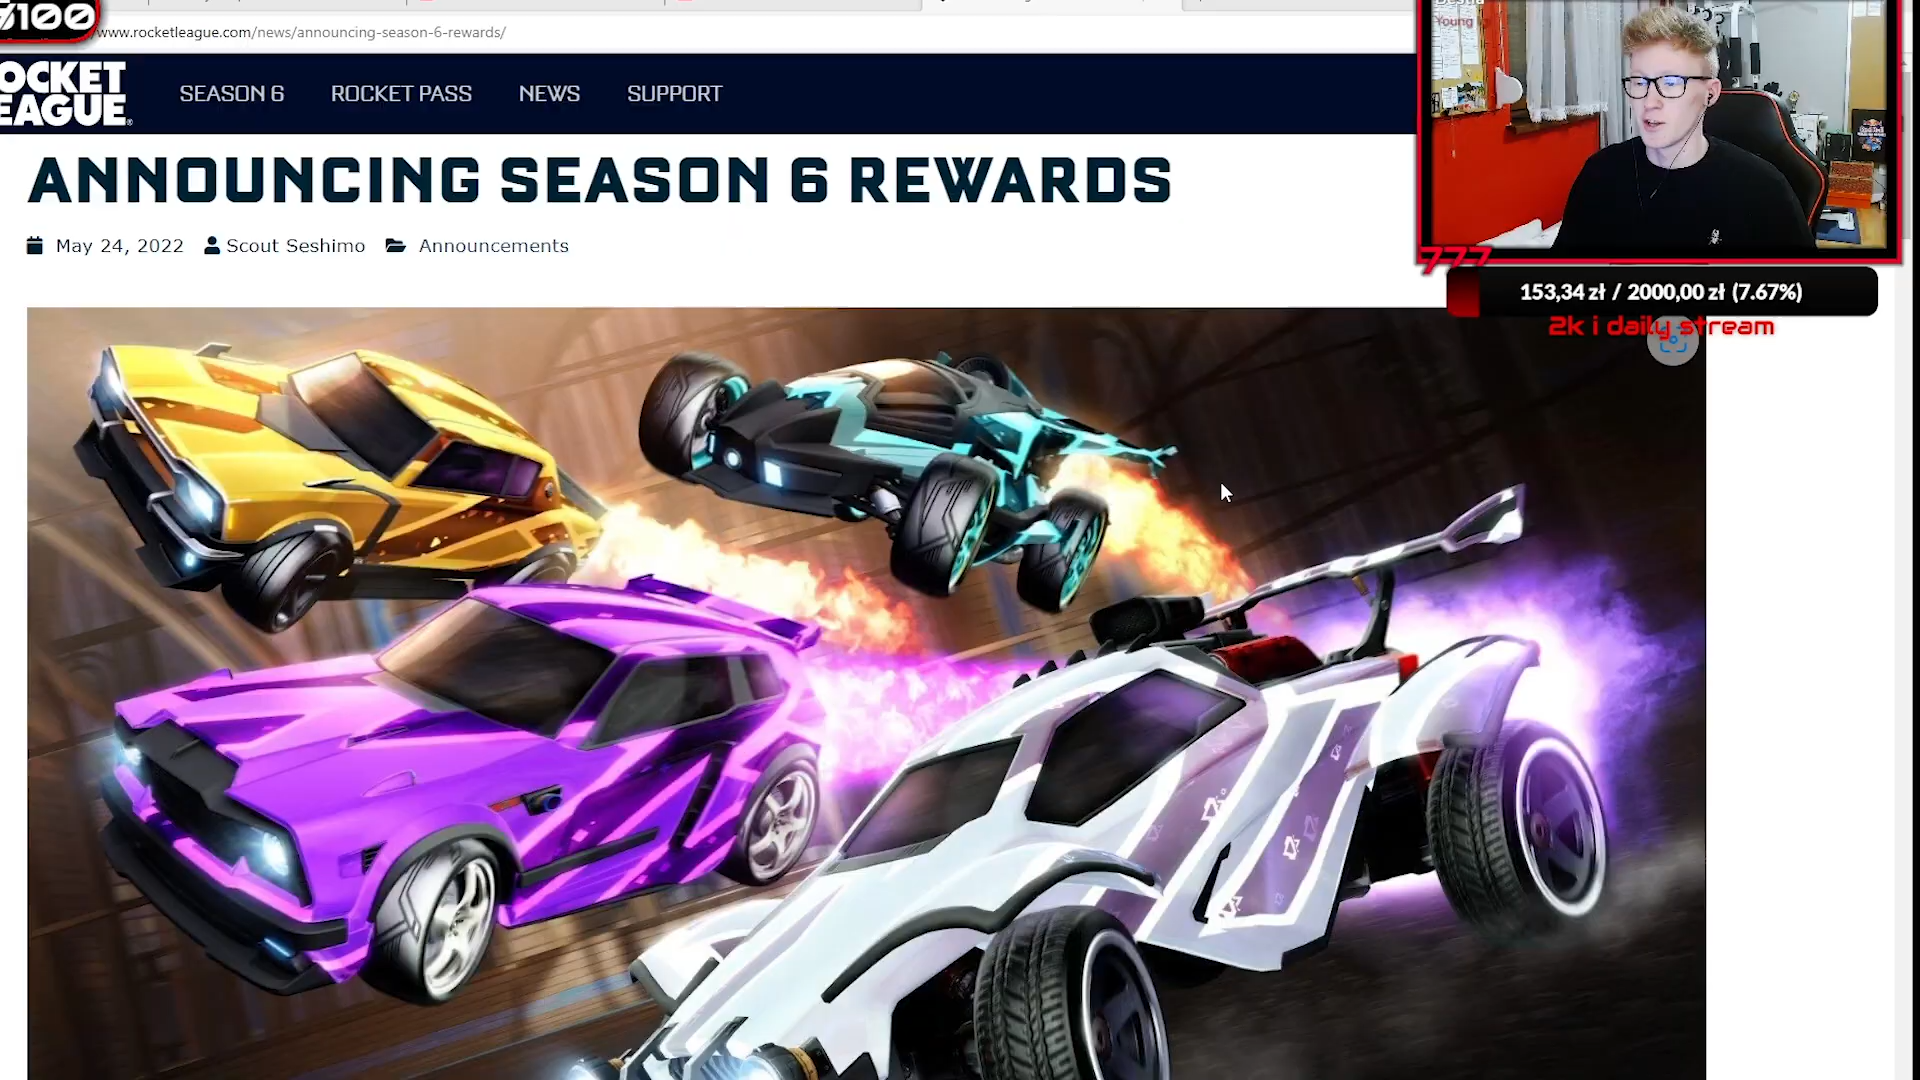 /100
www.rocketleague.com/news/announcing-season-6-rewards/
OCKET
EAGUE
SEASON 6
ROCKET PASS
NEWS
SUPPORT
ANNOUNCING SEASON 6 REWARDS
May 24, 2022
Scout Seshimo
Announcements
777
153,34 zł / 2000,00 zł (7.67%)
2k i daily stream